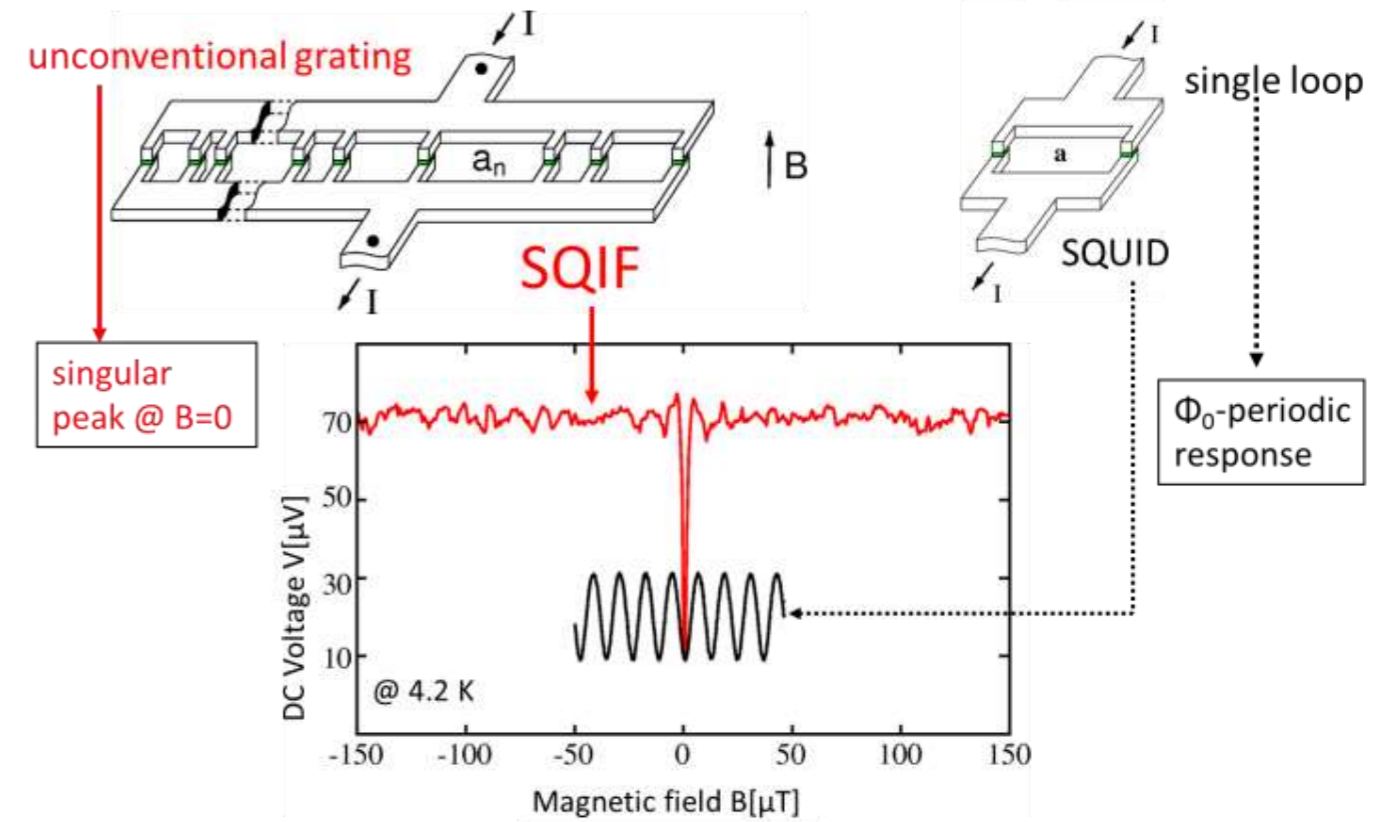 unconventional grating
I
a_n
B
I
SQIF
I
single loop
a
SQUID
I
singular
peak @ B=0
Φ₀-periodic
response
DC Voltage V[μV]
70
50
30
10
@ 4.2 K
-150 -100 -50 0 50 100 150
Magnetic field B[μT]